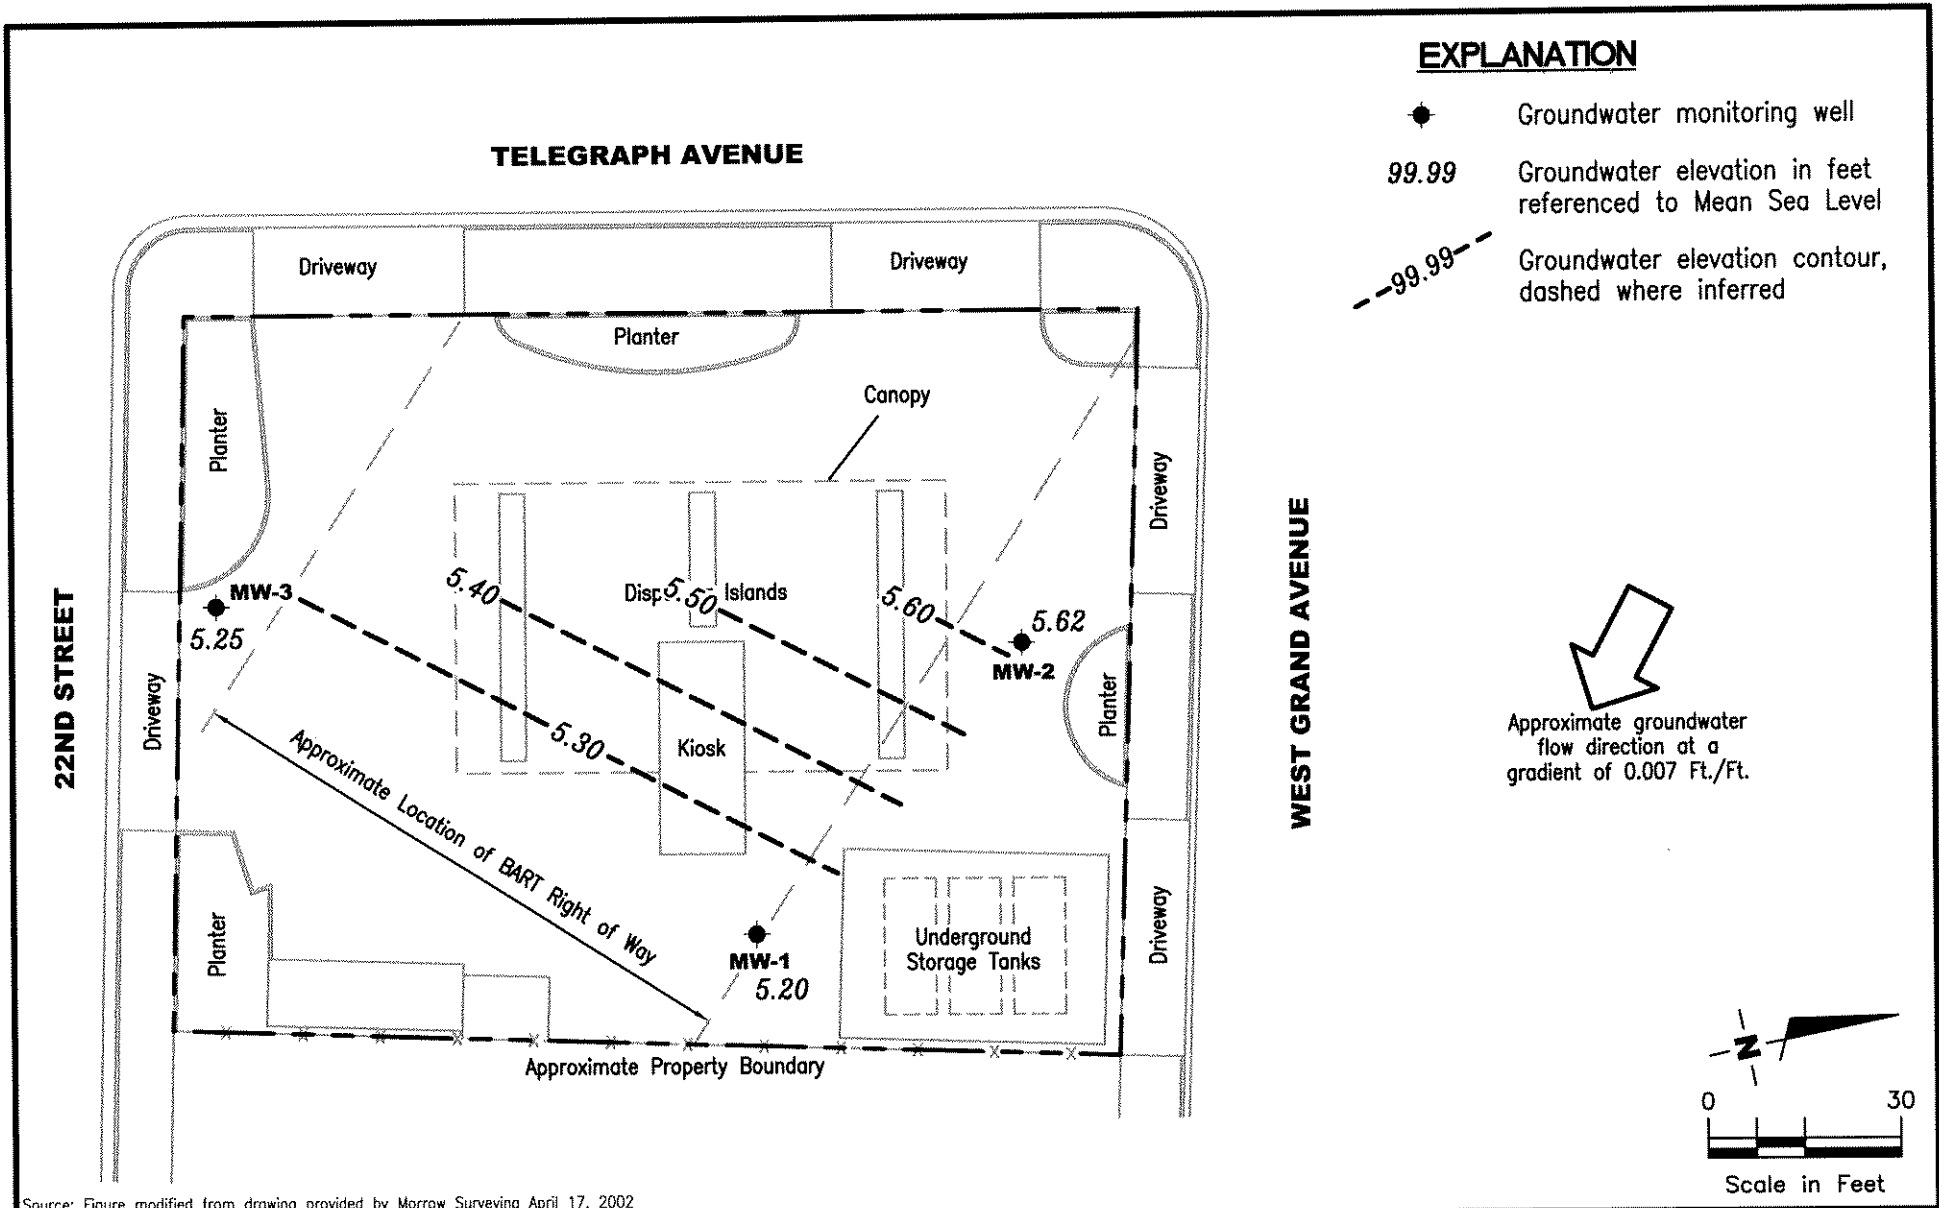 EXPLANATION
Groundwater monitoring well
99.99
Groundwater elevation in feet
referenced to Mean Sea Level
99.99
Groundwater elevation contour,
dashed where inferred
TELEGRAPH AVENUE
Driveway
Driveway
Planter
Canopy
Planter
Driveway
5.40
5.50
Islands
5.60
MW-3
5.25
5.62
MW-2
22ND STREET
WEST GRAND AVENUE
Driveway
Planter
5.30
Kiosk
Approximate Location of BART Right of Way
Approximate groundwater
flow direction at a
gradient of 0.007 Ft./Ft.
Planter
MW-1
5.20
Underground
Storage Tanks
Driveway
Approximate Property Boundary
N
0 30
Scale in Feet
Source: Figure modified from drawing provided by Morrow Surveying April 17, 2002